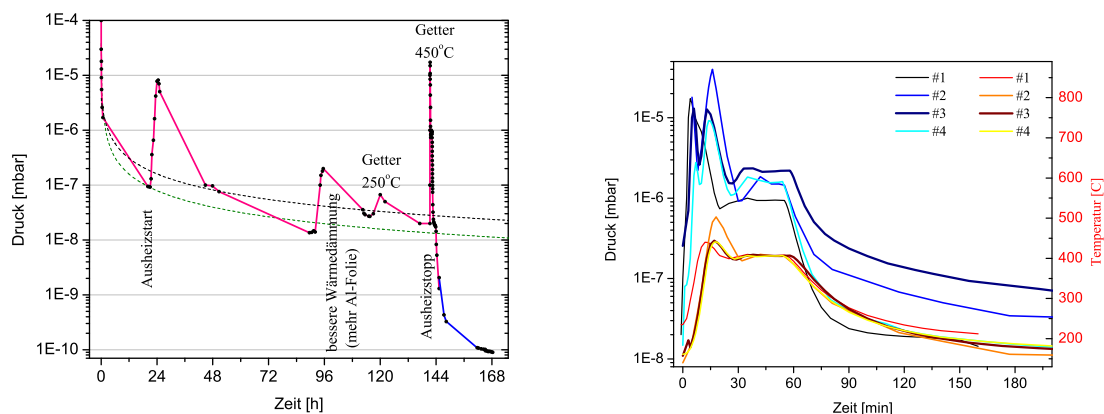 1E-4
1E-5
1E-6
1E-7
1E-8
1E-9
1E-10
Druck [mbar]
Getter
450°C
Getter
250°C
Ausheizstart
bessere Wärmedämmung
(mehr Al-Folie)
Ausheizstopp
0 24 48 72 96 120 144 168
Zeit [h]
1E-5
1E-6
1E-7
1E-8
Druck [mbar]
#1 #1
#2 #2
#3 #3
#4 #4
800
700
600
500
400
300
200
Temperatur [C]
0 30 60 90 120 150 180
Zeit [min]